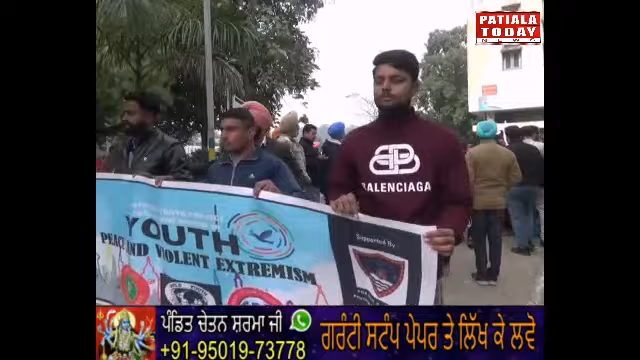 PATIALA
TODAY
NEWS
BALENCIAGA
YOUTH
PEACE AND VIOLENT EXTREMISM
Supported By
ਪੰਡਿਤ ਚੇਤਨ ਸ਼ਰਮਾ ਜੀ
+91-95019-73778
ਗਰੰਟੀ ਸਟੰਪ ਪੇਪਰ ਤੇ ਲਿੱਖ ਕੇ ਲਵੋ